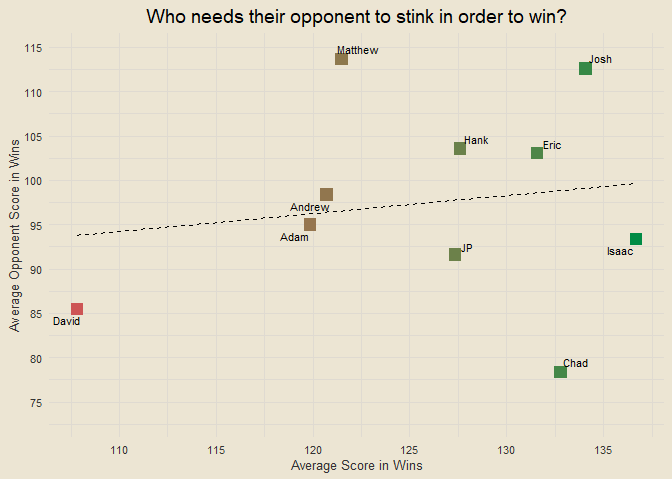 Who needs their opponent to stink in order to win?
Average Opponent Score in Wins
115
110
105
100
95
90
85
80
75
Matthew
Josh
Hank
Eric
Andrew
Adam
JP
Isaac
David
Chad
110
115
120
125
130
135
Average Score in Wins